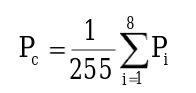 P_c = \frac{1}{255} \sum_{i=1}^{8} P_i